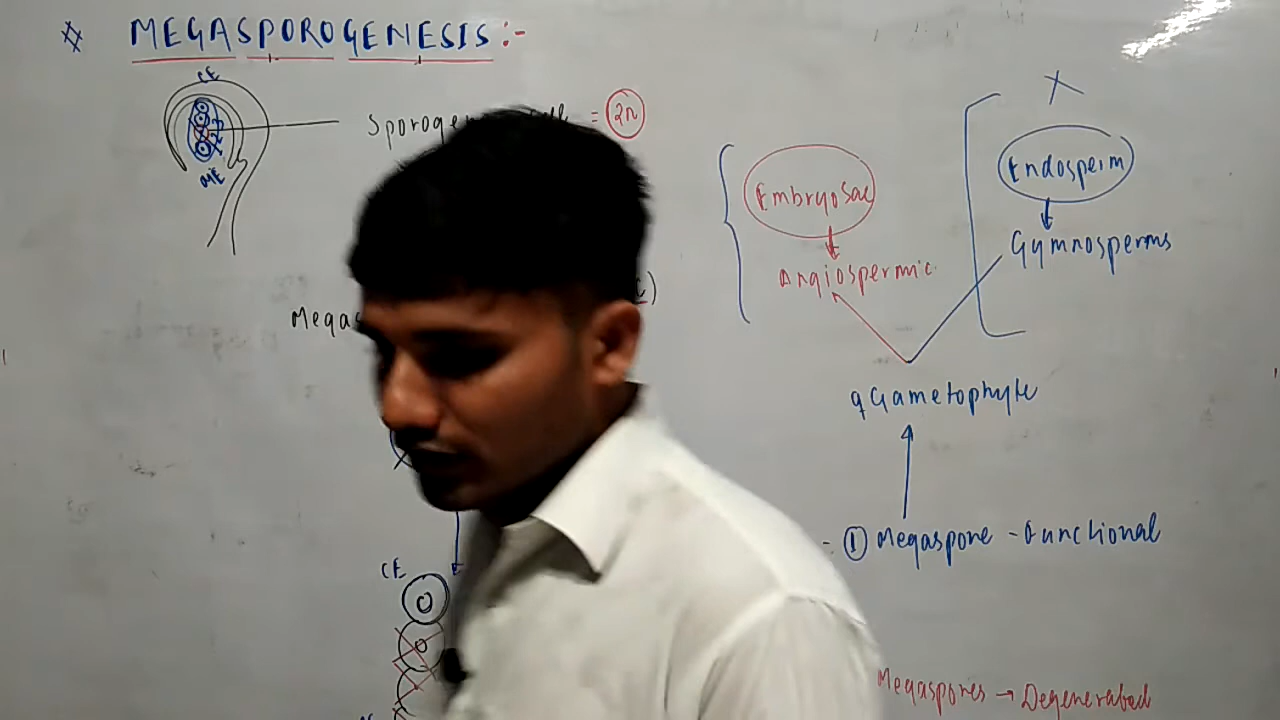 MEGASPOROGENESIS :-
CE
ME
= 2n
Embryosac
Angiospermic
X
Endosperm
Gymnosperms
♀ Gametophyte
- ① Megaspore - functional
CE
Megaspores → Degenerated